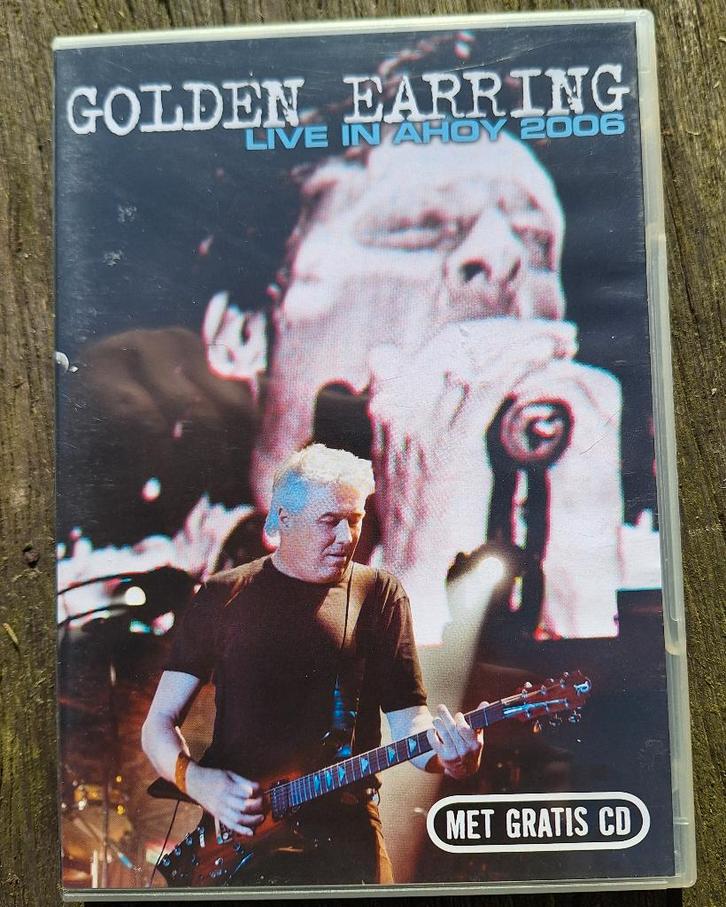 GOLDEN EARRING
LIVE IN AHOY 2006
MET GRATIS CD